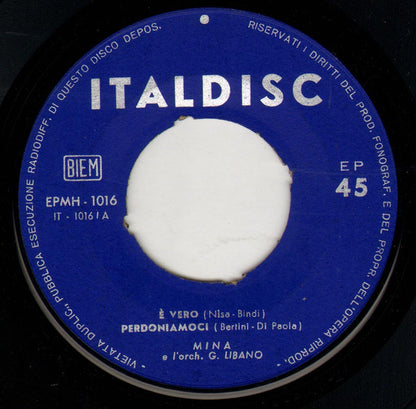 RISERVATI I DIRITTI DEL PROD. FONOGRAF. E DEL PROPR. DELL'OPERA RIPROD. - VIETATA DUPLIC., PUBBLICA ESECUZIONE RADIODIFF. DI QUESTO DISCO DEPOS.
ITALDISC
BIEM
EP
45
EPMH - 1016
IT - 1016/A
È VERO (Nisa - Bindi)
PERDONIAMOCI (Bertini - Di Paola)
MINA
e l'orch. G. LIBANO